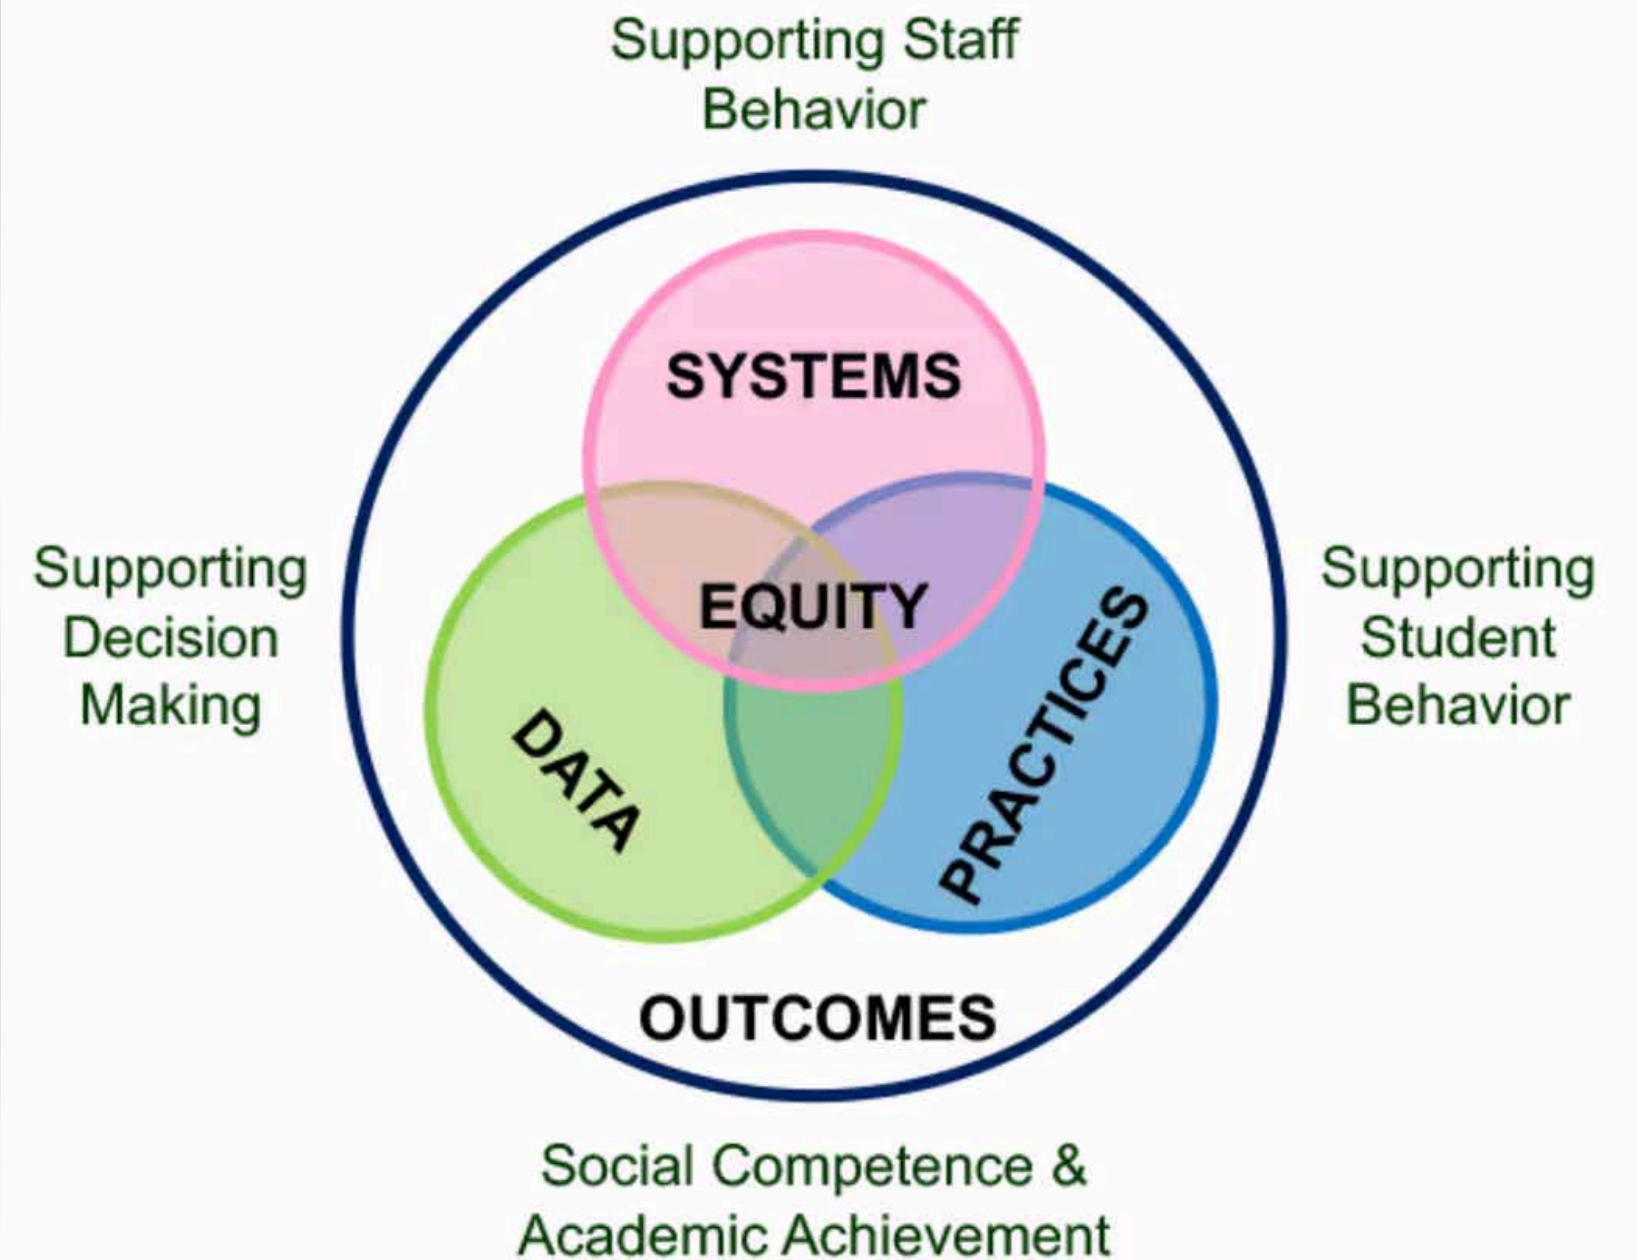 Supporting Staff
Behavior
SYSTEMS
Supporting
Decision
Making
EQUITY
DATA
PRACTICES
Supporting
Student
Behavior
OUTCOMES
Social Competence &
Academic Achievement